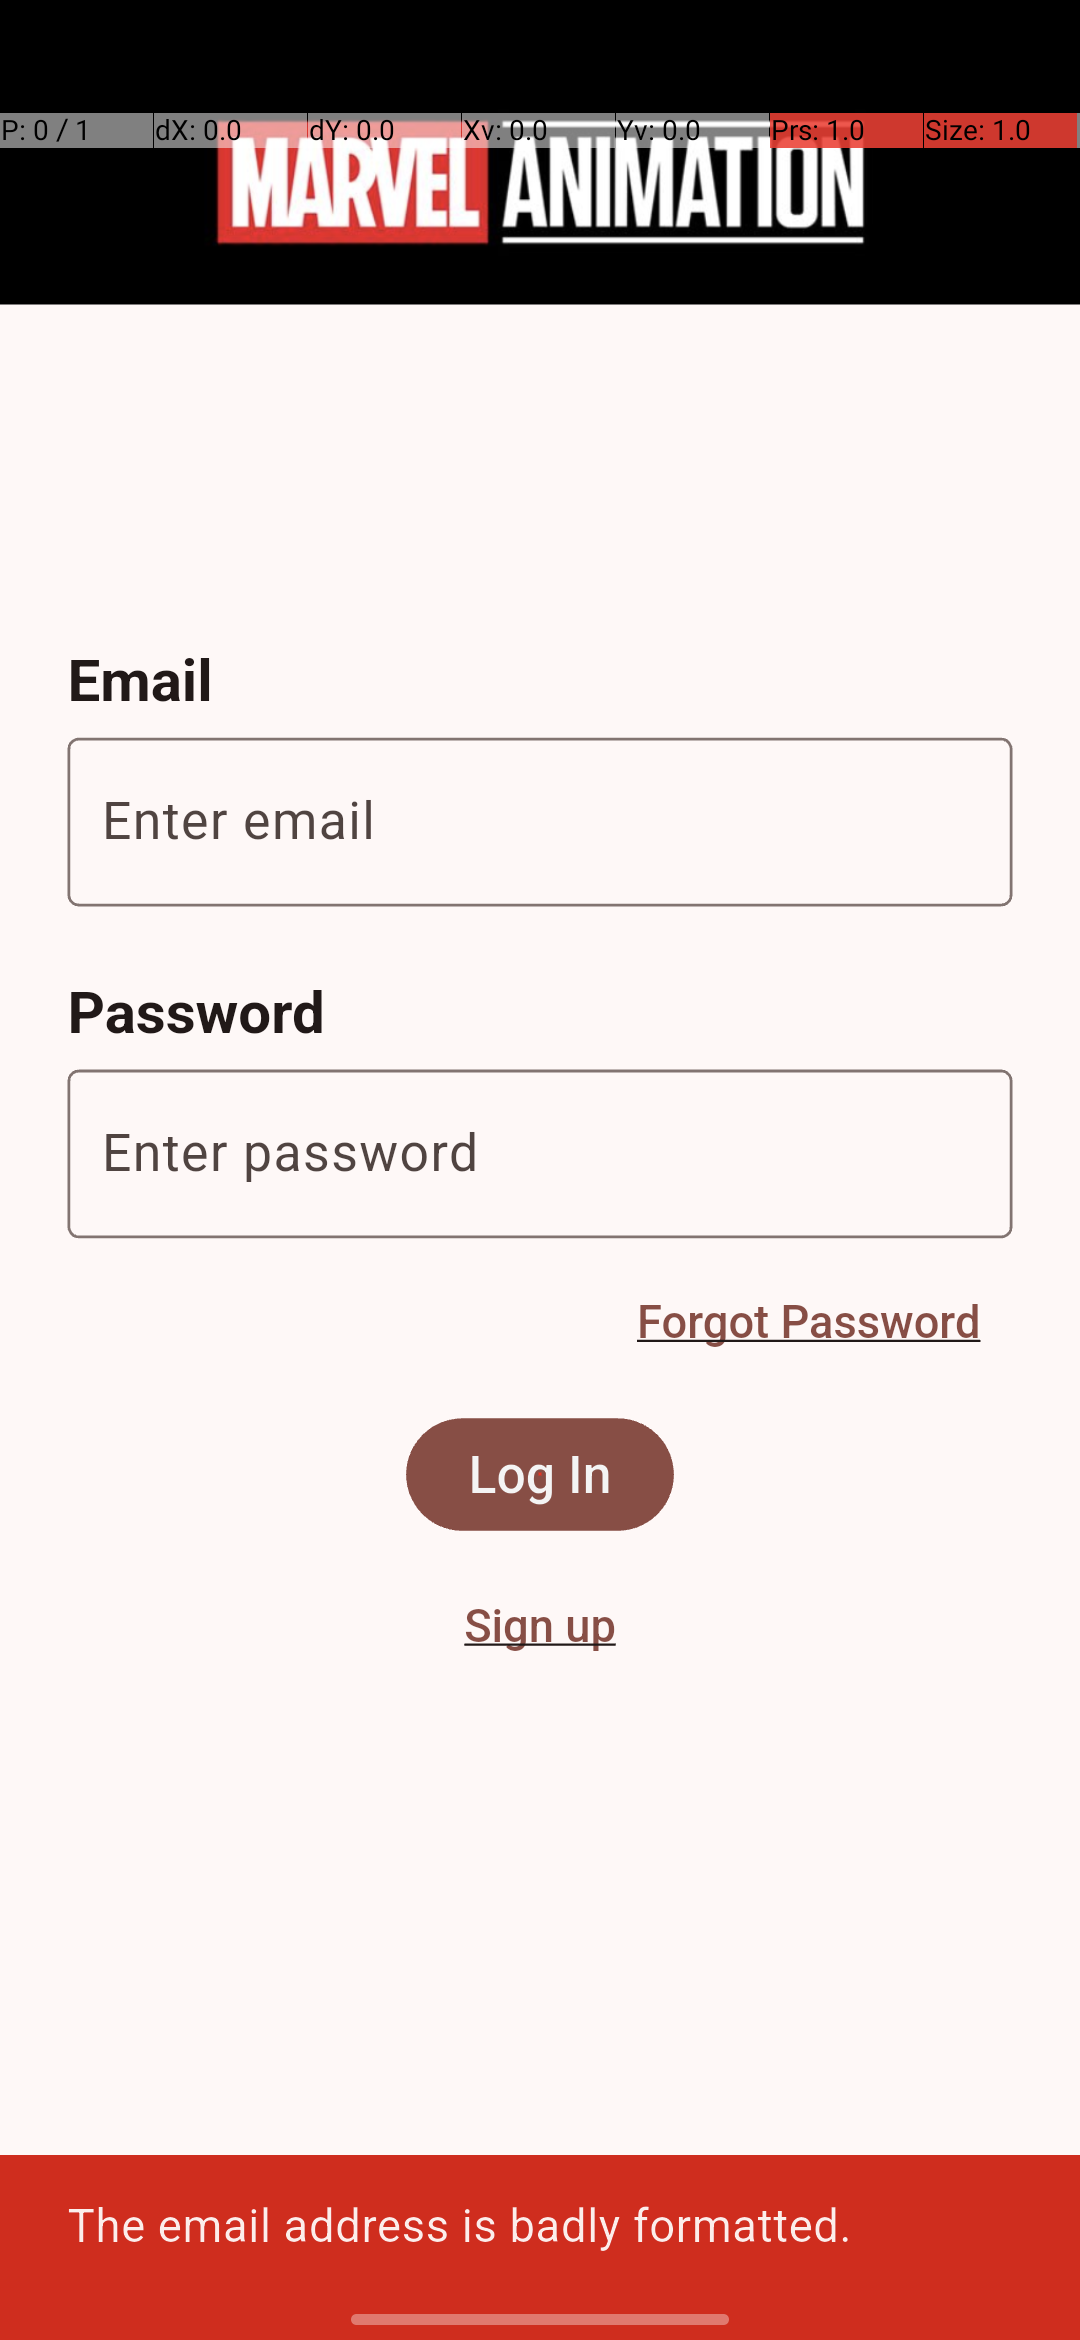 P: 0 / 1 dX: 0.0 dY: 0.0 Xv: 0.0 Yv: 0.0 Prs: 1.0 Size: 1.0
MARVEL ANIMATION
Email
Enter email
Password
Enter password
Forgot Password
Log In
Sign up
The email address is badly formatted.